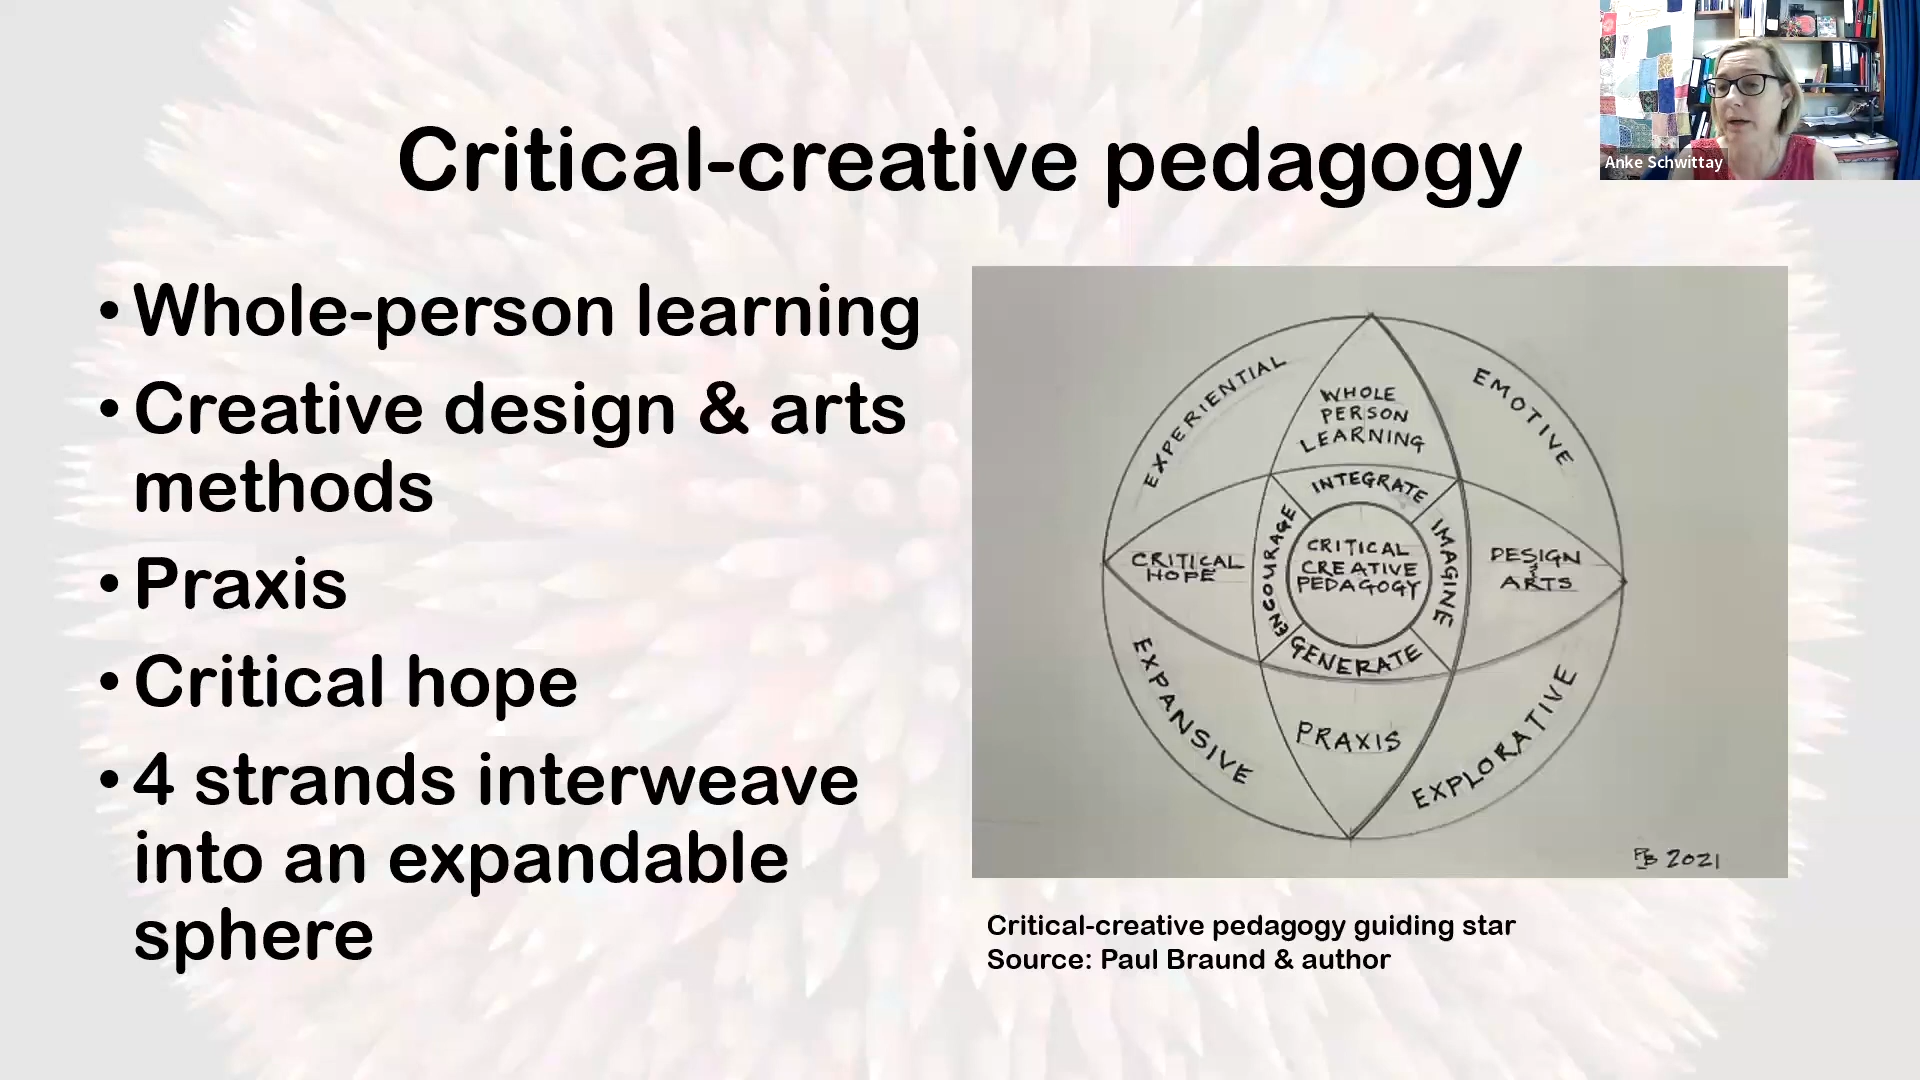 Critical-creative pedagogy
Anke Schwittay
• Whole-person learning
• Creative design & arts
methods
• Praxis
• Critical hope
• 4 strands interweave
into an expandable
sphere
EXPERIENTIAL
EMOTIVE
WHOLE
PERSON
LEARNING
INTEGRATE
ENCOURAGE
IMAGINE
CRITICAL
HOPE
CRITICAL
CREATIVE
PEDAGOGY
DESIGN
&
ARTS
GENERATE
EXPANSIVE
PRAXIS
EXPLORATIVE
PB 2021
Critical-creative pedagogy guiding star
Source: Paul Braund & author